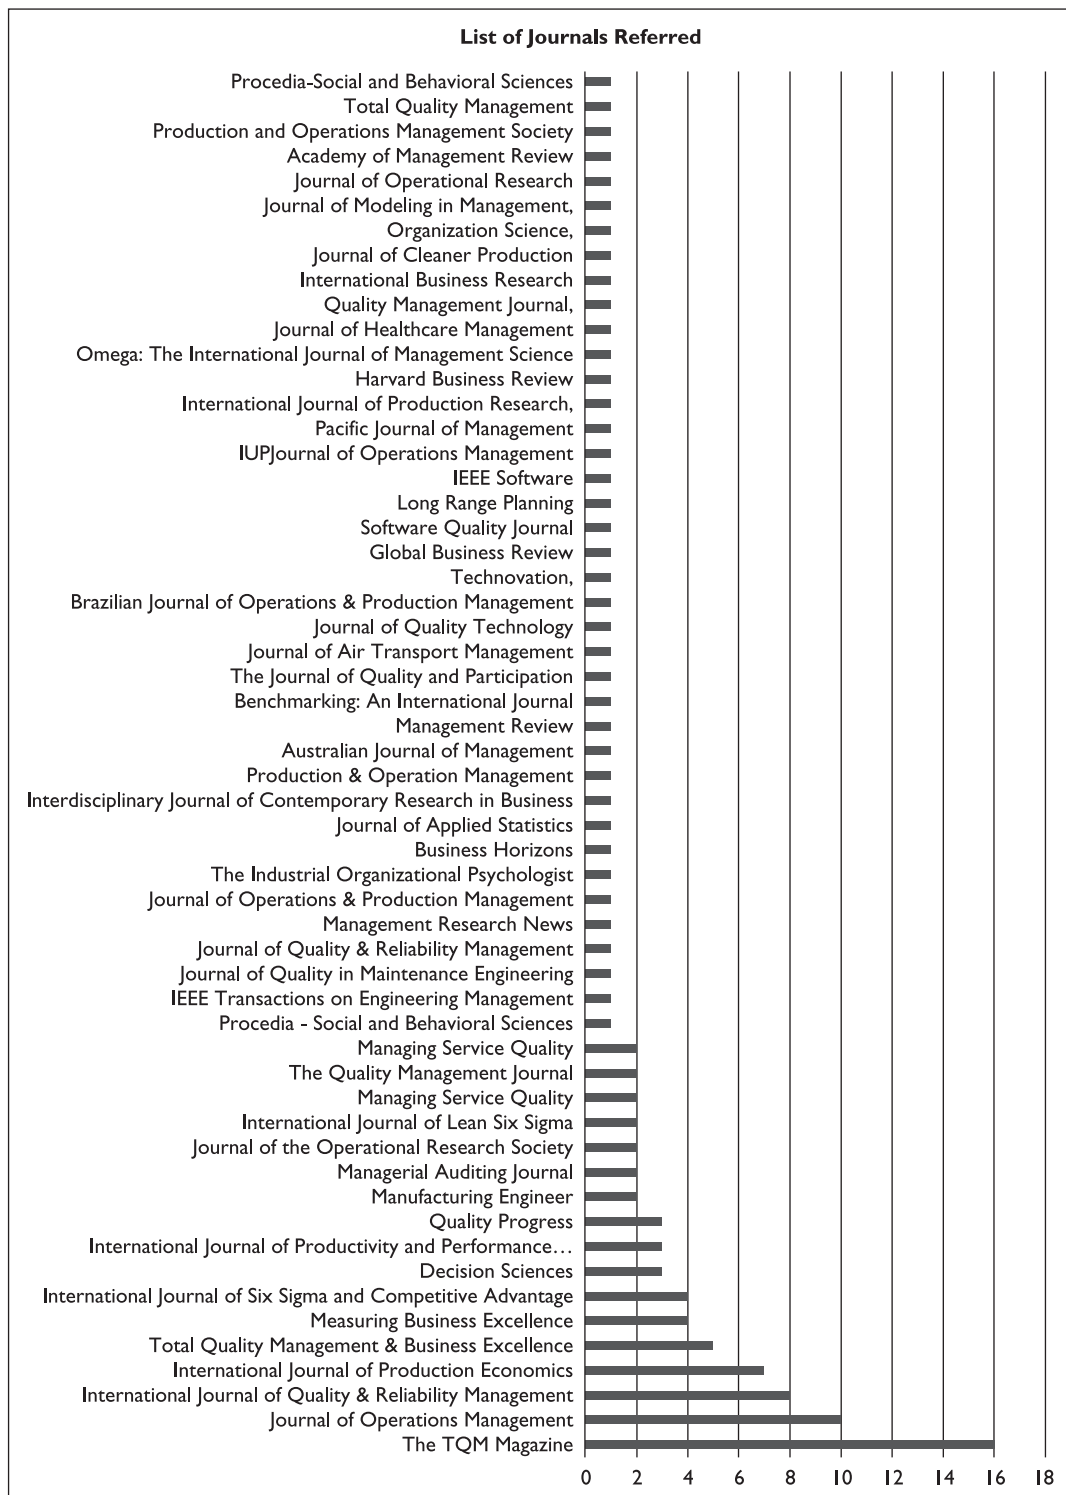 List of Journals Referred
Procedia-Social and Behavioral Sciences
Total Quality Management
Production and Operations Management Society
Academy of Management Review
Journal of Operational Research
Journal of Modeling in Management,
Organization Science,
Journal of Cleaner Production
International Business Research
Quality Management Journal,
Journal of Healthcare Management
Omega: The International Journal of Management Science
Harvard Business Review
International Journal of Production Research,
Pacific Journal of Management
IUPJournal of Operations Management
IEEE Software
Long Range Planning
Software Quality Journal
Global Business Review
Technovation,
Brazilian Journal of Operations & Production Management
Journal of Quality Technology
Journal of Air Transport Management
The Journal of Quality and Participation
Benchmarking: An International Journal
Management Review
Australian Journal of Management
Production & Operation Management
Interdisciplinary Journal of Contemporary Research in Business
Journal of Applied Statistics
Business Horizons
The Industrial Organizational Psychologist
Journal of Operations & Production Management
Management Research News
Journal of Quality & Reliability Management
Journal of Quality in Maintenance Engineering
IEEE Transactions on Engineering Management
Procedia - Social and Behavioral Sciences
Managing Service Quality
The Quality Management Journal
Managing Service Quality
International Journal of Lean Six Sigma
Journal of the Operational Research Society
Managerial Auditing Journal
Manufacturing Engineer
Quality Progress
International Journal of Productivity and Performance…
Decision Sciences
International Journal of Six Sigma and Competitive Advantage
Measuring Business Excellence
Total Quality Management & Business Excellence
International Journal of Production Economics
International Journal of Quality & Reliability Management
Journal of Operations Management
The TQM Magazine
0 2 4 6 8 10 12 14 16 18